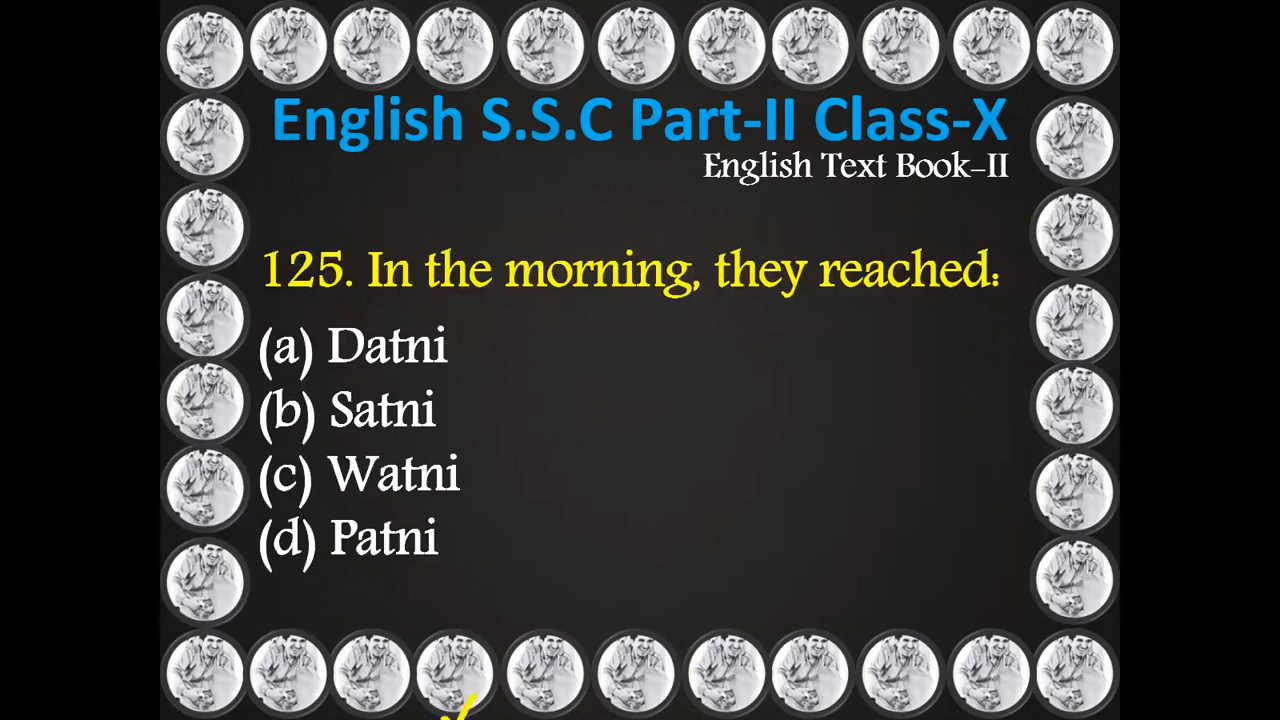 English S.S.C Part-II Class-X
English Text Book-II
125. In the morning, they reached:
(a) Datni
(b) Satni
(c) Watni
(d) Patni